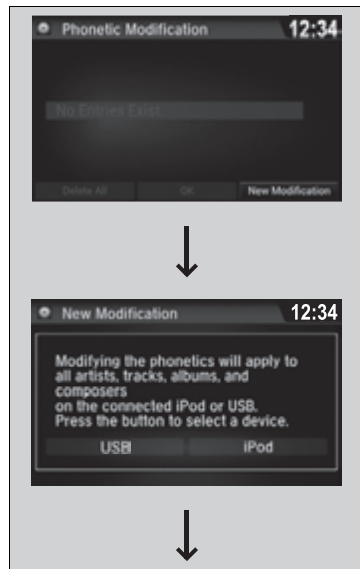 Phonetic Modification 12:34
No Entries Exist.
Delete All OK New Modification
New Modification 12:34
Modifying the phonetics will apply to
all artists, tracks, albums, and
composers
on the connected iPod or USB.
Press the button to select a device.
USB iPod